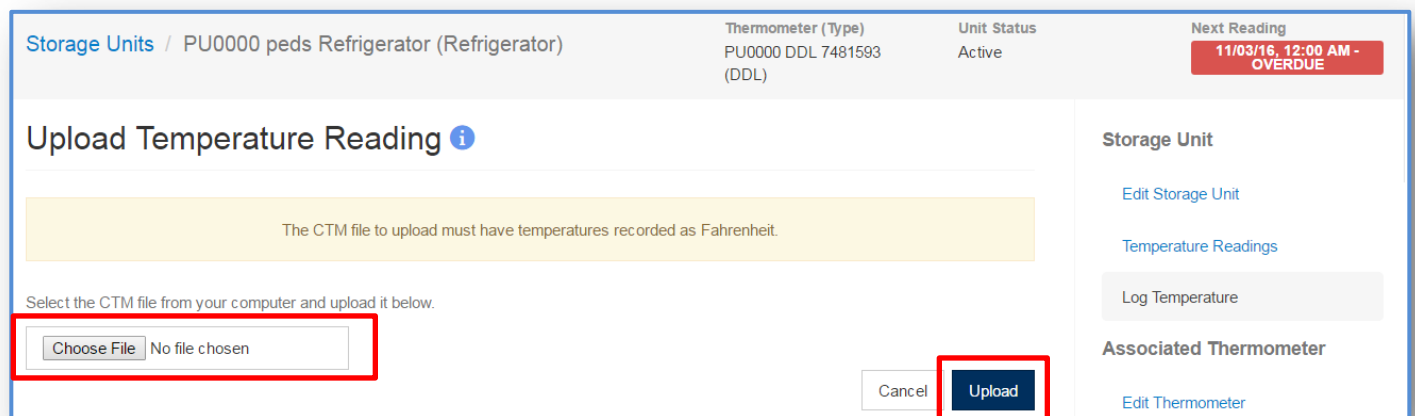 Storage Units / PU0000 peds Refrigerator (Refrigerator)
Thermometer (Type)
PU0000 DDL 7481593
(DDL)
Unit Status
Active
Next Reading
11/03/16, 12:00 AM -
OVERDUE
Upload Temperature Reading
The CTM file to upload must have temperatures recorded as Fahrenheit.
Select the CTM file from your computer and upload it below.
Choose File No file chosen
Cancel Upload
Storage Unit
Edit Storage Unit
Temperature Readings
Log Temperature
Associated Thermometer
Edit Thermometer